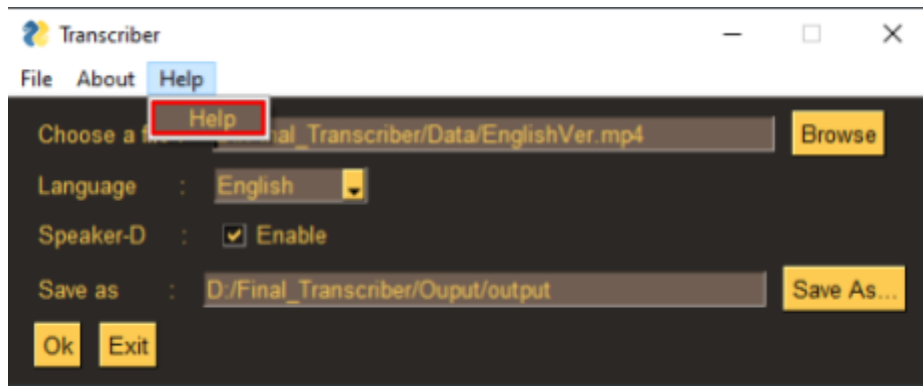 Transcriber
File About Help
Help
Choose a
nal_Transcriber/Data/EnglishVer.mp4
Browse
Language : English
Speaker-D : Enable
Save as : D:/Final_Transcriber/Ouput/output
Save As...
Ok Exit